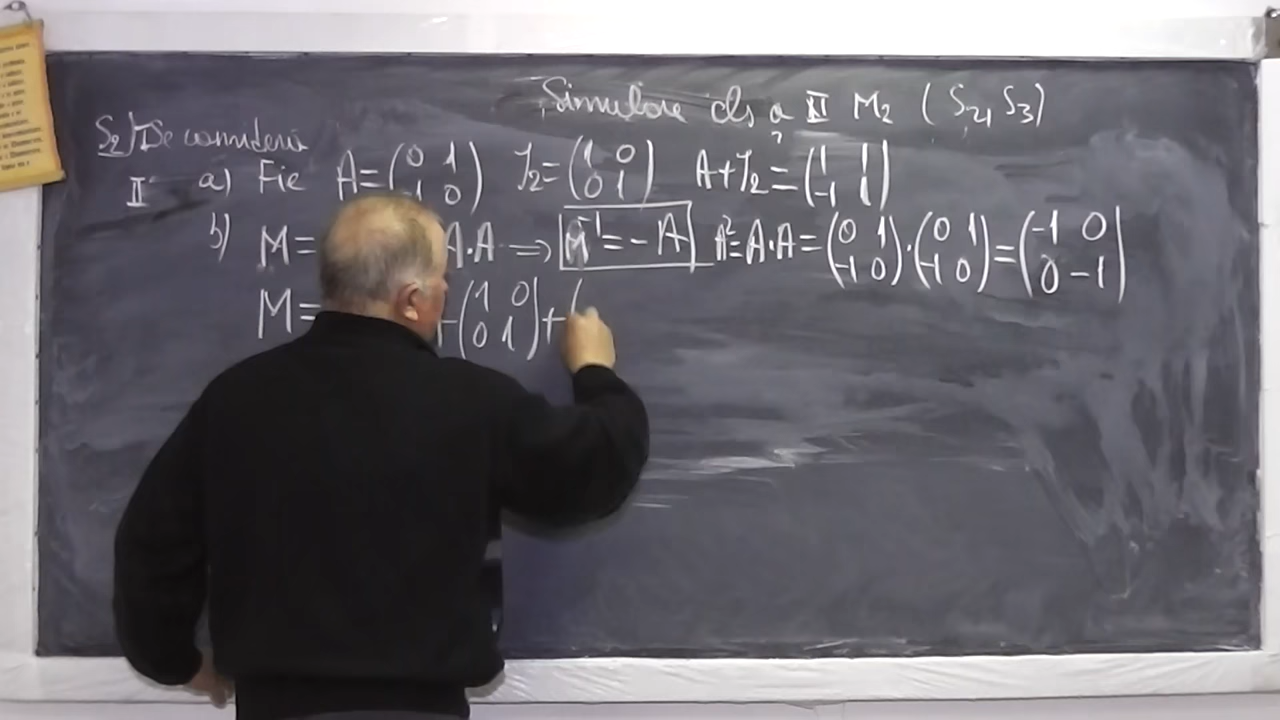 Simulare cls a XII M₂ (S₂, S₃)
S₂) I Se consideră
II a) Fie A=(0 1 -1 0) I₂=(1 0 0 1) A+I₂=(1 1 -1 1)
b) M= A·A ⇒ M⁻¹=-A A²=A·A=(0 1 -1 0)·(0 1 -1 0)=(-1 0 0 -1)
M= +(1 0 0 1)+(